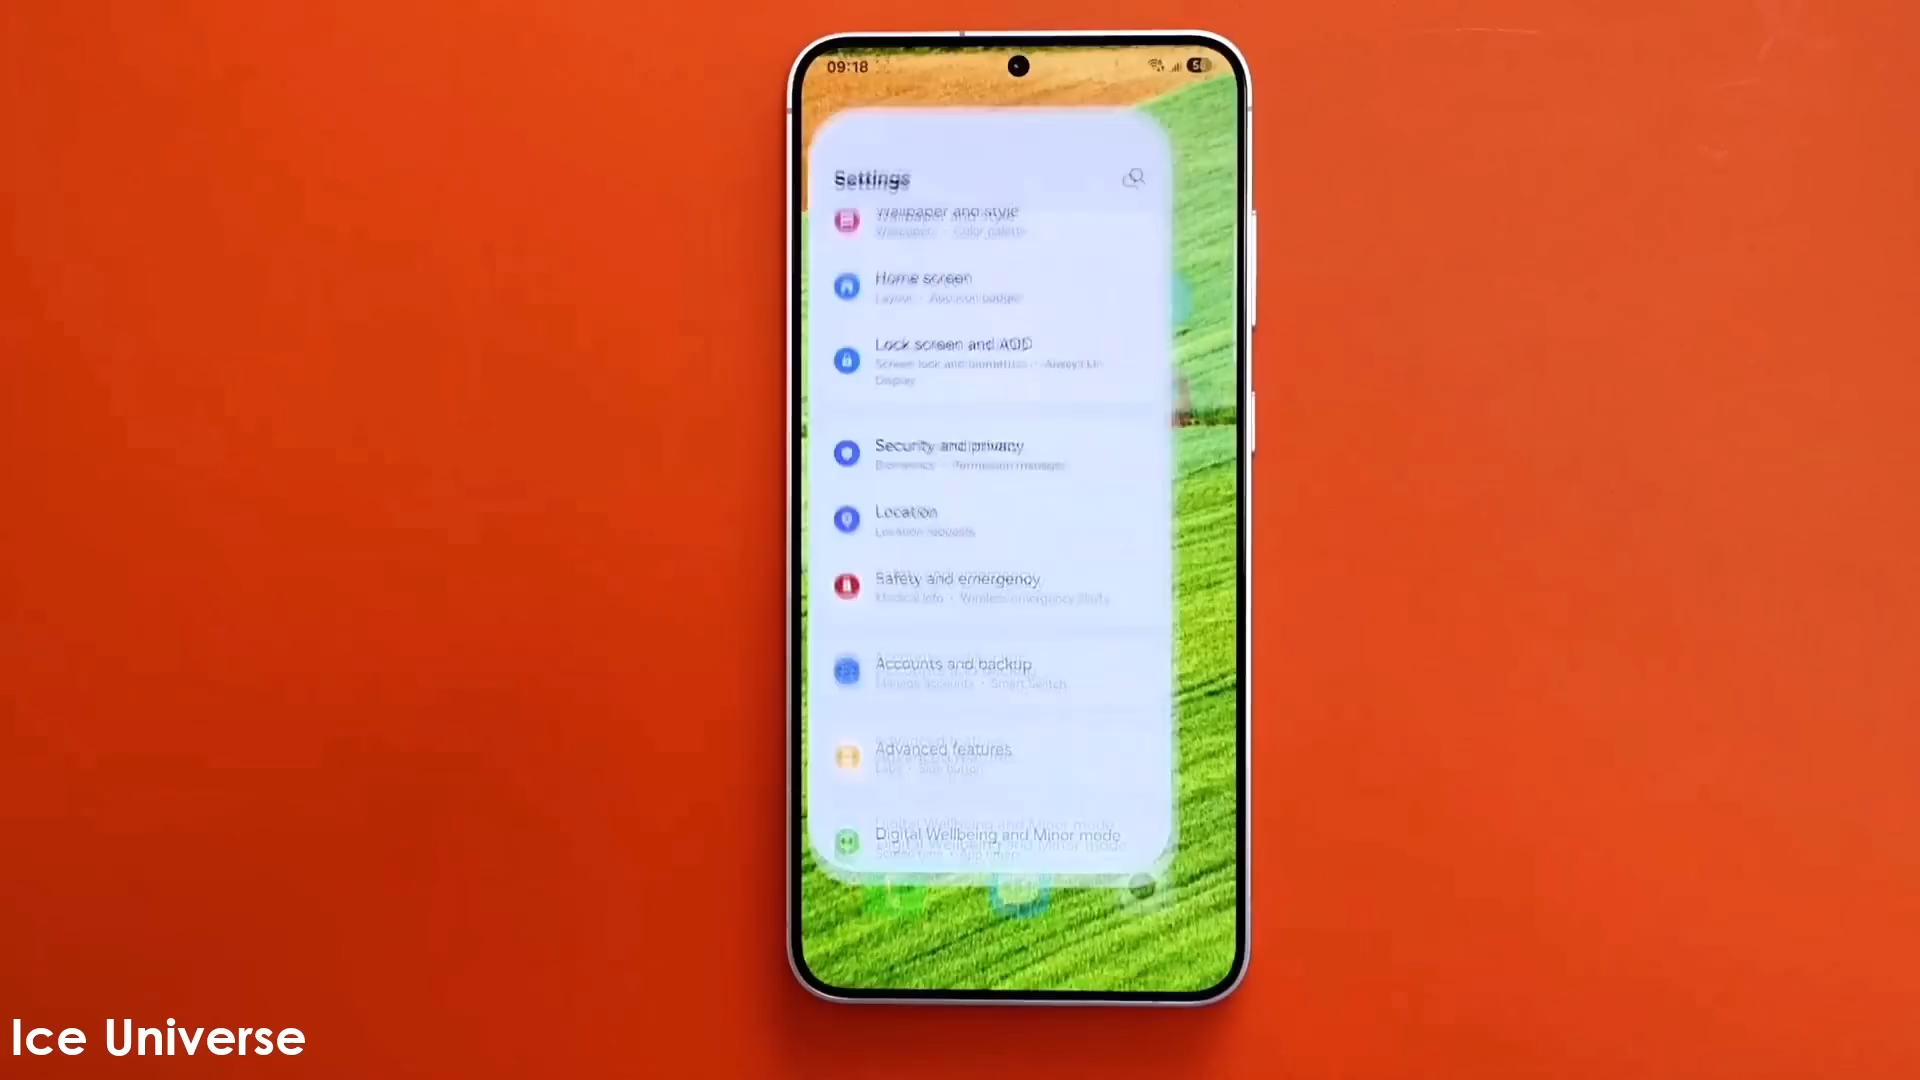 09:18
Settings
Wallpaper and style
Wallpapers · Color palette
Home screen
Layout · App icon badges
Lock screen and AOD
Screen lock and biometrics · Always On
Display
Security and privacy
Biometrics · Permission manager
Location
Location requests
Safety and emergency
Medical info · Wireless emergency alerts
Accounts and backup
Manage accounts · Smart Switch
Advanced features
Labs · Side button
Digital Wellbeing and Minor mode
Screen time · App timers
Ice Universe